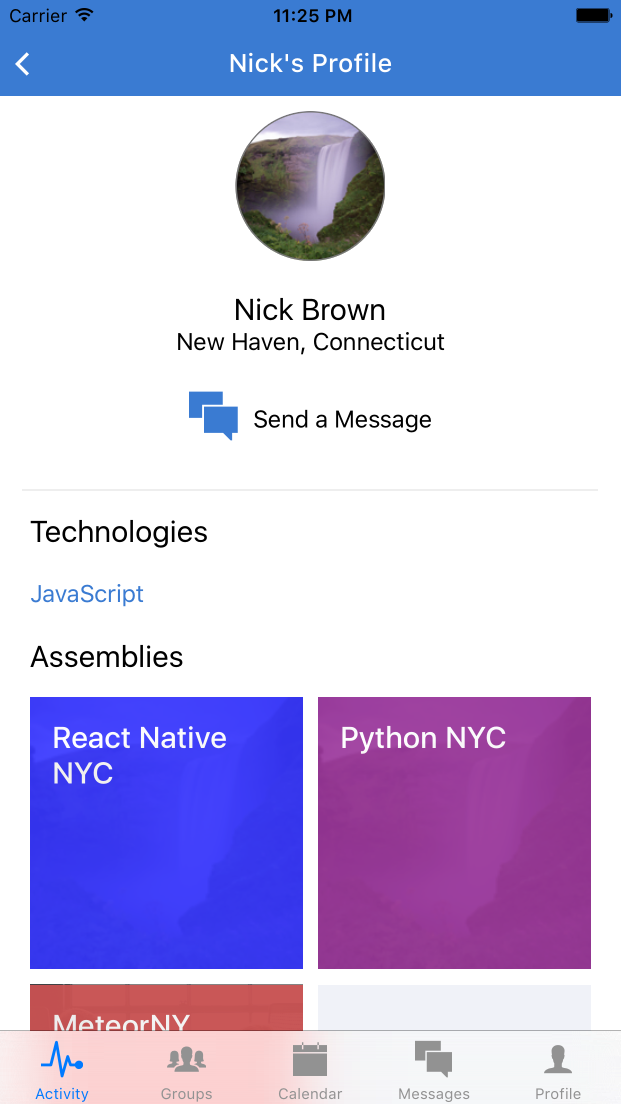 Carrier 11:25 PM
Nick's Profile
Nick Brown
New Haven, Connecticut
Send a Message
Technologies
JavaScript
Assemblies
React Native
NYC
Python NYC
MeteorNY
Activity Groups Calendar Messages Profile